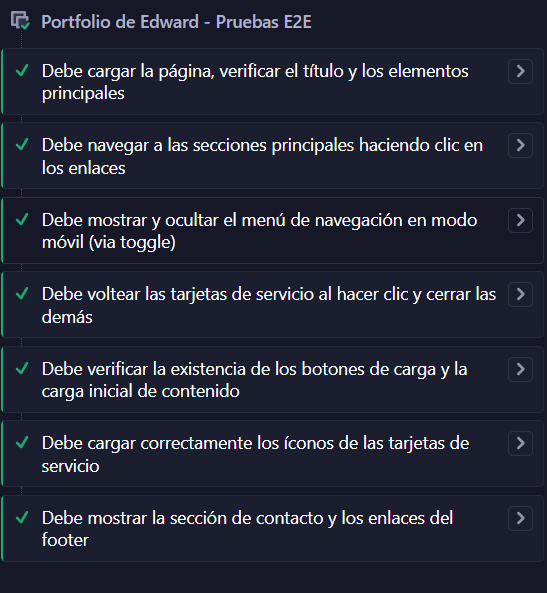 Portfolio de Edward - Pruebas E2E
Debe cargar la página, verificar el título y los elementos
principales
Debe navegar a las secciones principales haciendo clic en
los enlaces
Debe mostrar y ocultar el menú de navegación en modo
móvil (via toggle)
Debe voltear las tarjetas de servicio al hacer clic y cerrar las
demás
Debe verificar la existencia de los botones de carga y la
carga inicial de contenido
Debe cargar correctamente los íconos de las tarjetas de
servicio
Debe mostrar la sección de contacto y los enlaces del
footer